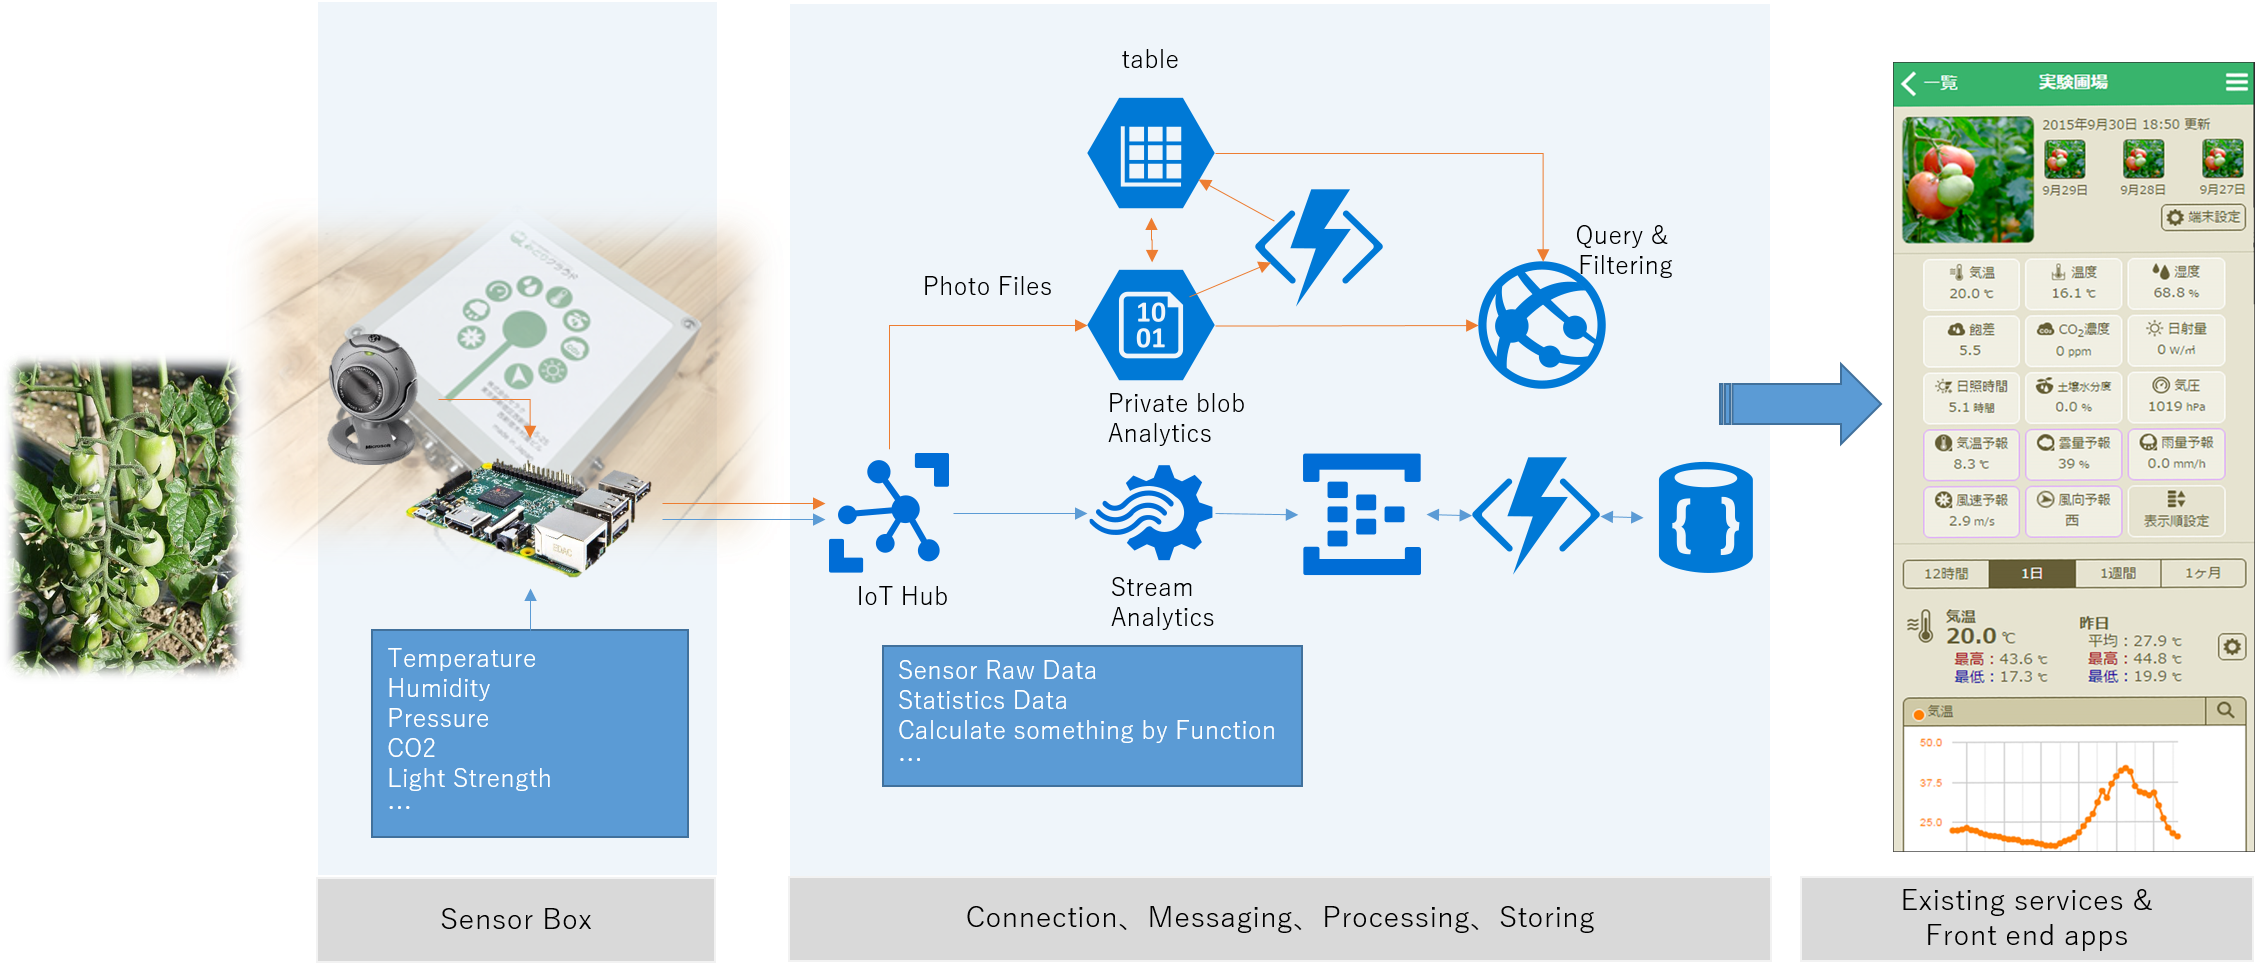 table
Query &
Filtering
Photo Files
10
01
Private blob
Analytics
IoT Hub
Stream
Analytics
Temperature
Humidity
Pressure
CO2
Light Strength
…
Sensor Raw Data
Statistics Data
Calculate something by Function
…
Sensor Box
Connection、Messaging、Processing、Storing
Existing services &
Front end apps
一覧 実験圃場
2015年9月30日 18:50 更新
9月29日 9月28日 9月27日
端末設定
気温 温度 湿度
20.0 ℃ 16.1 ℃ 68.8 %
飽差 CO2濃度 日射量
5.5 0 ppm 0 W/㎡
日照時間 土壌水分度 気圧
5.1 時間 0.0 % 1019 hPa
気温予報 雲量予報 雨量予報
8.3 ℃ 39 % 0.0 mm/h
風速予報 風向予報
2.9 m/s 西 表示順設定
12時間 1日 1週間 1ヶ月
気温 昨日
20.0 ℃ 平均：27.9 ℃
最高：43.6 ℃ 最高：44.8 ℃
最低：17.3 ℃ 最低：19.9 ℃
気温
50.0
37.5
25.0